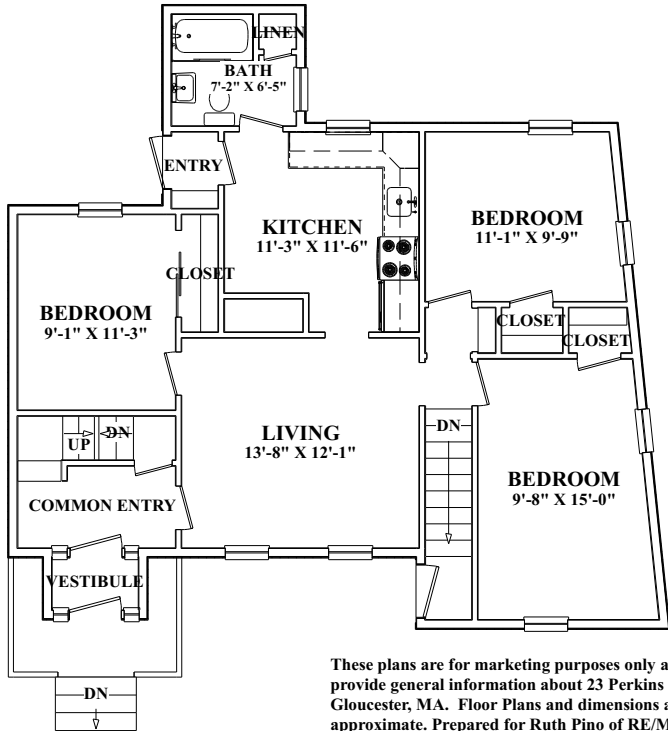 LINEN
BATH
7'-2" X 6'-5"
ENTRY
KITCHEN
11'-3" X 11'-6"
BEDROOM
11'-1" X 9'-9"
CLOSET
BEDROOM
9'-1" X 11'-3"
CLOSET
CLOSET
UP
DN
LIVING
13'-8" X 12'-1"
DN
BEDROOM
9'-8" X 15'-0"
COMMON ENTRY
VESTIBULE
DN
These plans are for marketing purposes only a
provide general information about 23 Perkins
Gloucester, MA. Floor Plans and dimensions a
approximate. Prepared for Ruth Pino of RE/M